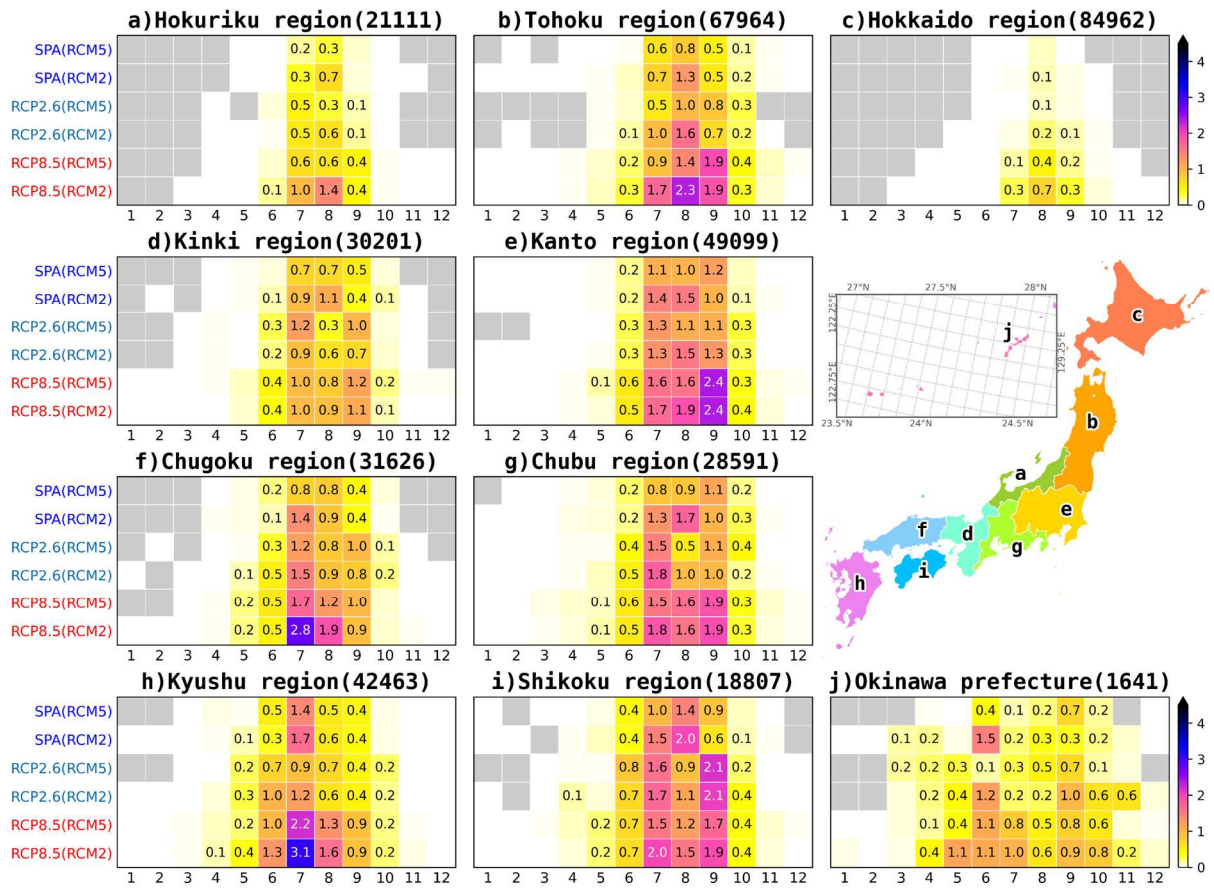 a)Hokuriku region(21111)
b)Tohoku region(67964)
c)Hokkaido region(84962)
SPA(RCM5) 0.2 0.3 0.6 0.8 0.5 0.1
SPA(RCM2) 0.3 0.7 0.7 1.3 0.5 0.2 0.1
RCP2.6(RCM5) 0.5 0.3 0.1 0.5 1.0 0.8 0.3 0.1
RCP2.6(RCM2) 0.5 0.6 0.1 0.1 1.0 1.6 0.7 0.2 0.2 0.1
RCP8.5(RCM5) 0.6 0.6 0.4 0.2 0.9 1.4 1.9 0.4 0.1 0.4 0.2
RCP8.5(RCM2) 0.1 1.0 1.4 0.4 0.3 1.7 2.3 1.9 0.3 0.3 0.7 0.3
1 2 3 4 5 6 7 8 9 10 11 12 1 2 3 4 5 6 7 8 9 10 11 12 1 2 3 4 5 6 7 8 9 10 11 12
4
3
2
1
0
d)Kinki region(30201)
e)Kanto region(49099)
SPA(RCM5) 0.7 0.7 0.5 0.2 1.1 1.0 1.2
SPA(RCM2) 0.1 0.9 1.1 0.4 0.1 0.2 1.4 1.5 1.0 0.1
RCP2.6(RCM5) 0.3 1.2 0.3 1.0 0.3 1.3 1.1 1.1 0.3
RCP2.6(RCM2) 0.2 0.9 0.6 0.7 0.3 1.3 1.5 1.3 0.3
RCP8.5(RCM5) 0.4 1.0 0.8 1.2 0.2 0.1 0.6 1.6 1.6 2.4 0.3
RCP8.5(RCM2) 0.4 1.0 0.9 1.1 0.1 0.5 1.7 1.9 2.4 0.4
1 2 3 4 5 6 7 8 9 10 11 12 1 2 3 4 5 6 7 8 9 10 11 12
27°N 27.5°N 28°N
122.25°E
122.75°E
129.25°E
23.5°N 24°N 24.5°N
j
c
b
a
e
f
d
g
h
i
f)Chugoku region(31626)
g)Chubu region(28591)
SPA(RCM5) 0.2 0.8 0.8 0.4 0.2 0.8 0.9 1.1 0.2
SPA(RCM2) 0.1 1.4 0.9 0.4 0.2 1.3 1.7 1.0 0.3
RCP2.6(RCM5) 0.3 1.2 0.8 1.0 0.1 0.4 1.5 0.5 1.1 0.2
RCP2.6(RCM2) 0.1 0.5 1.5 0.9 0.8 0.2 0.5 1.8 1.0 1.0 0.2
RCP8.5(RCM5) 0.2 0.5 1.7 1.2 1.0 0.1 0.6 1.5 1.6 1.9 0.3
RCP8.5(RCM2) 0.2 0.5 2.8 1.9 0.9 0.1 0.5 1.8 1.6 1.9 0.3
1 2 3 4 5 6 7 8 9 10 11 12 1 2 3 4 5 6 7 8 9 10 11 12
h)Kyushu region(42463)
i)Shikoku region(18807)
j)Okinawa prefecture(1641)
SPA(RCM5) 0.5 1.4 0.5 0.4 0.4 1.0 1.4 0.9 0.4 0.1 0.2 0.7 0.2
SPA(RCM2) 0.1 0.3 1.7 0.6 0.4 0.4 1.5 2.0 0.6 0.1 0.1 0.2 1.5 0.2 0.3 0.3 0.2
RCP2.6(RCM5) 0.2 0.7 0.9 0.7 0.4 0.2 0.8 1.6 0.9 2.1 0.2 0.2 0.2 0.3 0.1 0.3 0.5 0.7 0.1
RCP2.6(RCM2) 0.3 1.0 1.2 0.6 0.4 0.2 0.1 0.7 1.7 1.1 2.1 0.4 0.2 0.4 1.2 0.2 0.2 1.0 0.6 0.6
RCP8.5(RCM5) 0.2 1.0 2.2 1.3 0.9 0.2 0.2 0.7 1.5 1.2 1.7 0.4 0.1 0.4 1.1 0.8 0.5 0.8 0.6
RCP8.5(RCM2) 0.1 0.4 1.3 3.1 1.6 0.9 0.2 0.2 0.7 2.0 1.5 1.9 0.4 0.4 1.1 1.1 1.0 0.6 0.9 0.8 0.2
1 2 3 4 5 6 7 8 9 10 11 12 1 2 3 4 5 6 7 8 9 10 11 12 1 2 3 4 5 6 7 8 9 10 11 12
4
3
2
1
0